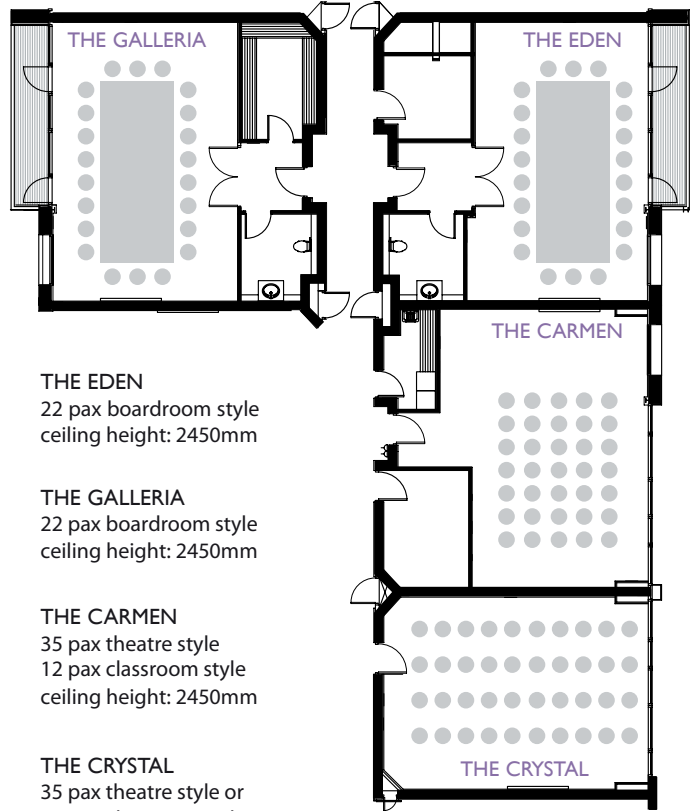 THE GALLERIA
THE EDEN
THE CARMEN
THE EDEN
22 pax boardroom style
ceiling height: 2450mm
THE GALLERIA
22 pax boardroom style
ceiling height: 2450mm
THE CARMEN
35 pax theatre style
12 pax classroom style
ceiling height: 2450mm
THE CRYSTAL
THE CRYSTAL
35 pax theatre style or